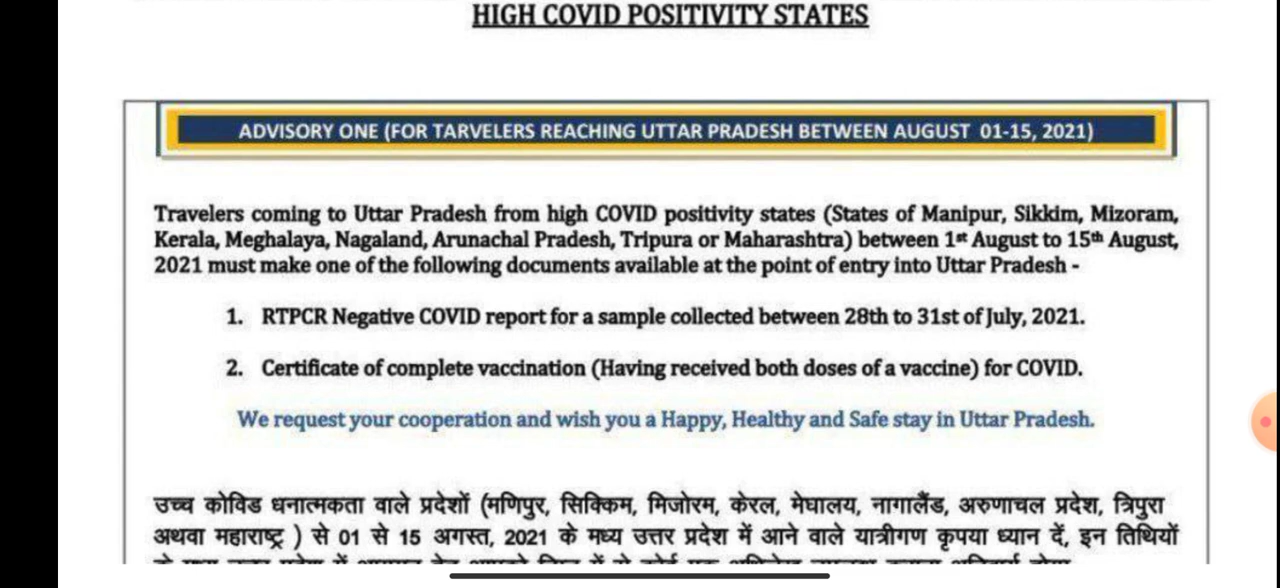 HIGH COVID POSITIVITY STATES
ADVISORY ONE (FOR TARVELERS REACHING UTTAR PRADESH BETWEEN AUGUST 01-15, 2021)
Travelers coming to Uttar Pradesh from high COVID positivity states (States of Manipur, Sikkim, Mizoram,
Kerala, Meghalaya, Nagaland, Arunachal Pradesh, Tripura or Maharashtra) between 1st August to 15th August,
2021 must make one of the following documents available at the point of entry into Uttar Pradesh -
1. RTPCR Negative COVID report for a sample collected between 28th to 31st of July, 2021.
2. Certificate of complete vaccination (Having received both doses of a vaccine) for COVID.
We request your cooperation and wish you a Happy, Healthy and Safe stay in Uttar Pradesh.
उच्च कोविड धनात्मकता वाले प्रदेशों (मणिपुर, सिक्किम, मिजोरम, केरल, मेघालय, नागालैंड, अरुणाचल प्रदेश, त्रिपुरा
अथवा महाराष्ट्र ) से 01 से 15 अगस्त, 2021 के मध्य उत्तर प्रदेश में आने वाले यात्रीगण कृपया ध्यान दें, इन तिथियों